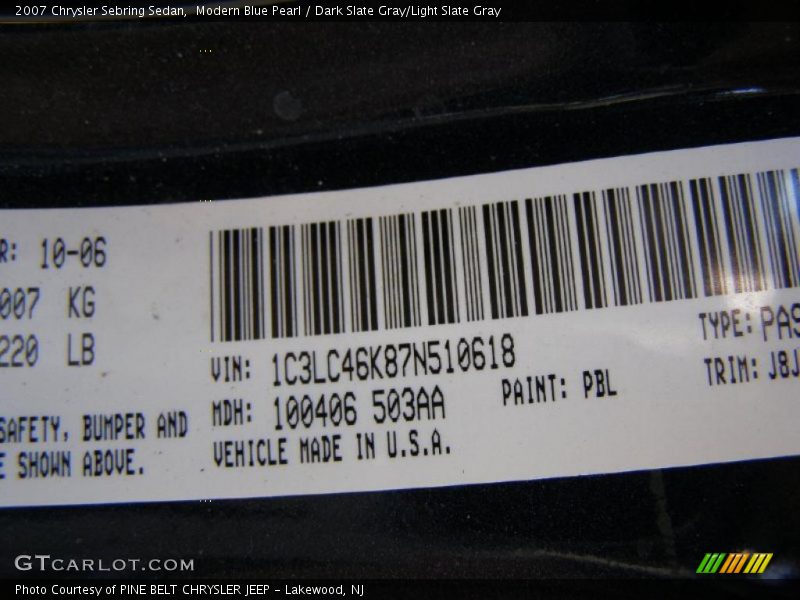 2007 Chrysler Sebring Sedan,  Modern Blue Pearl / Dark Slate Gray/Light Slate Gray
R: 10-06
007 KG
220 LB
SAFETY, BUMPER AND
E SHOWN ABOVE.
VIN: 1C3LC46K87N510618
MDH: 100406 503AA
VEHICLE MADE IN U.S.A.
PAINT: PBL
TYPE: PAS
TRIM: J8J
GTCARLOT.COM
Photo Courtesy of PINE BELT CHRYSLER JEEP - Lakewood, NJ